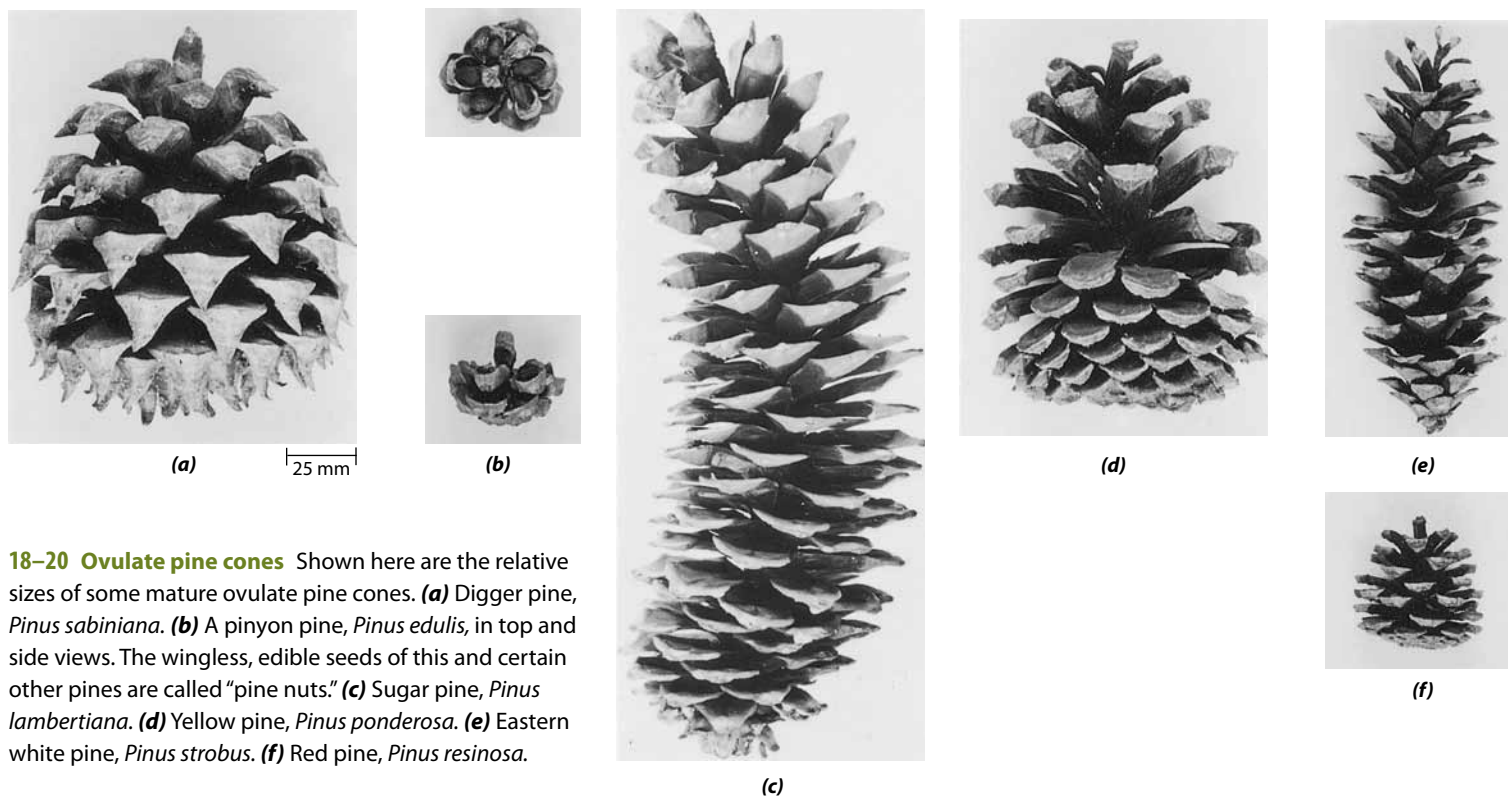 (a)
25 mm
(b)
(c)
(d)
(e)
(f)
18–20 Ovulate pine cones Shown here are the relative
sizes of some mature ovulate pine cones. (a) Digger pine,
Pinus sabiniana. (b) A pinyon pine, Pinus edulis, in top and
side views. The wingless, edible seeds of this and certain
other pines are called “pine nuts.” (c) Sugar pine, Pinus
lambertiana. (d) Yellow pine, Pinus ponderosa. (e) Eastern
white pine, Pinus strobus. (f) Red pine, Pinus resinosa.